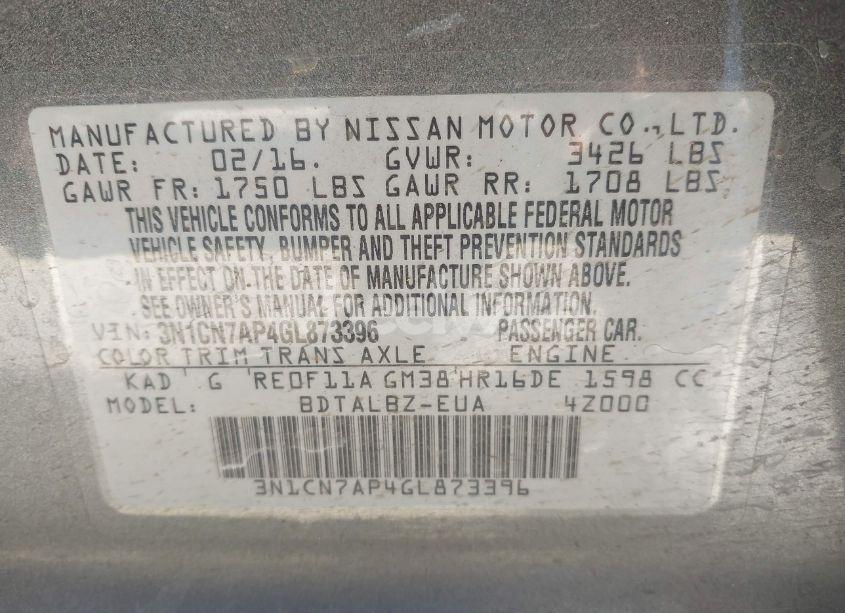 MANUFACTURED BY NISSAN MOTOR CO.,LTD.
DATE: 02/16. GVWR: 3426 LBS
GAWR FR: 1750 LBS GAWR RR: 1708 LBS
THIS VEHICLE CONFORMS TO ALL APPLICABLE FEDERAL MOTOR
VEHICLE SAFETY, BUMPER AND THEFT PREVENTION STANDARDS
IN EFFECT ON THE DATE OF MANUFACTURE SHOWN ABOVE.
SEE OWNER'S MANUAL FOR ADDITIONAL INFORMATION.
VIN: 3N1CN7AP4GL873396 PASSENGER CAR.
COLOR TRIM TRANS AXLE ENGINE
KAD G RE0F11A GM38 HR16DE 1598 CC
MODEL: BDTALBZ-EUA 4Z000
3N1CN7AP4GL873396